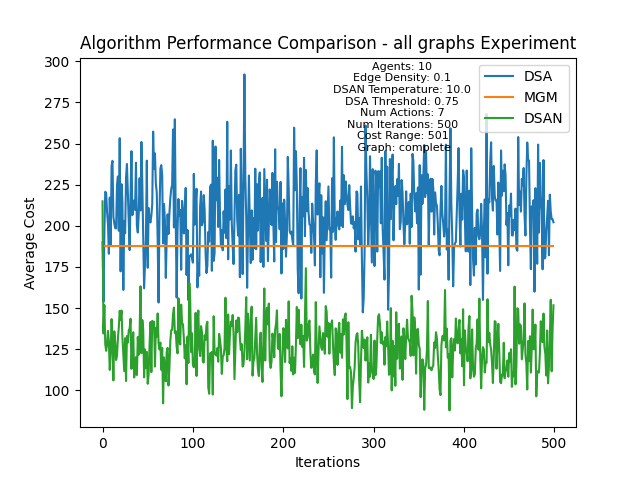 Algorithm Performance Comparison - all graphs Experiment
Agents: 10
Edge Density: 0.1
DSAN Temperature: 10.0
DSA Threshold: 0.75
Num Actions: 7
Num Iterations: 500
Cost Range: 501
Graph: complete
DSA
MGM
DSAN
Average Cost
300
275
250
225
200
175
150
125
100
0
100
200
300
400
500
Iterations